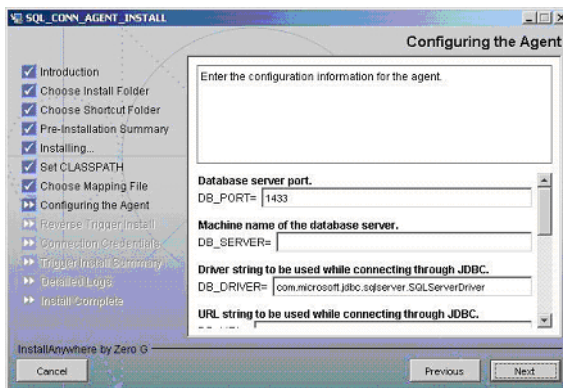 SQL_CONN_AGENT_INSTALL
Configuring the Agent
Introduction
Choose Install Folder
Choose Shortcut Folder
Pre-Installation Summary
Installing...
Set CLASSPATH
Choose Mapping File
Configuring the Agent
Reverse Trigger Install
Connection Credentials
Trigger Install Summary
Detailed Logs
Install Complete
Enter the configuration information for the agent.
Database server port.
DB_PORT= 1433
Machine name of the database server.
DB_SERVER=
Driver string to be used while connecting through JDBC.
DB_DRIVER= com.microsoft.jdbc.sqlserver.SQLServerDriver
URL string to be used while connecting through JDBC.
InstallAnywhere by Zero G
Cancel
Previous
Next